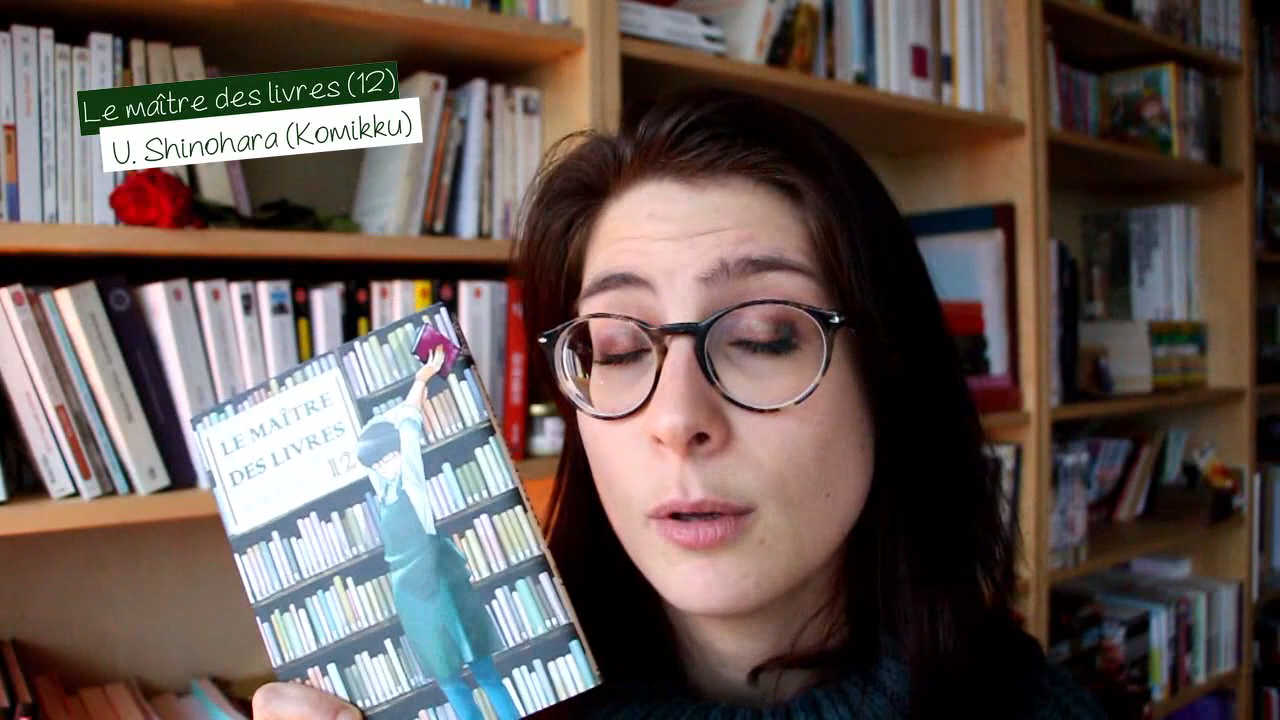 Le maître des livres (12)
U. Shinohara (Komikku)
LE MAÎTRE
DES LIVRES
12